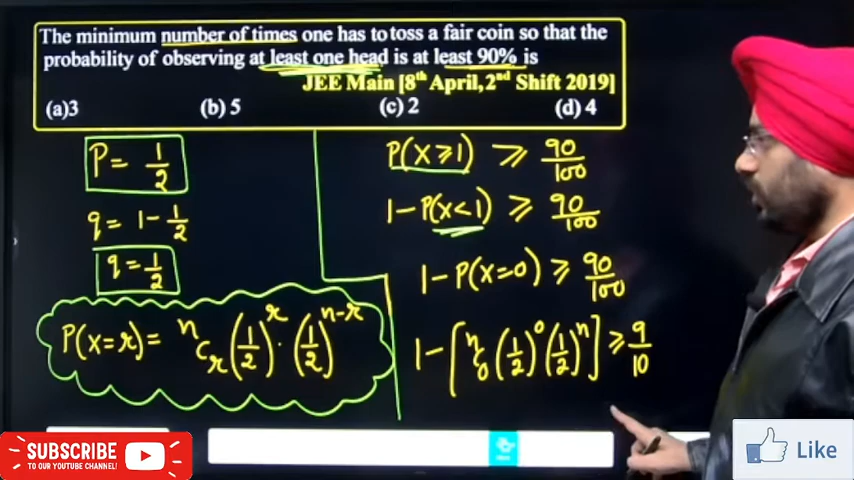 The minimum number of times one has to toss a fair coin so that the
probability of observing at least one head is at least 90% is
JEE Main [8th April, 2nd Shift 2019]
(a)3 (b) 5 (c) 2 (d) 4
P = 1/2
q = 1 - 1/2
q = 1/2
P(X=r) = ⁿCᵣ (1/2)^r · (1/2)^(n-r)
P(X≥1) ≥ 90/100
1 - P(X<1) ≥ 90/100
1 - P(X=0) ≥ 90/100
1 - [ⁿC₀ (1/2)^0 (1/2)^n] ≥ 9/10
SUBSCRIBE
TO OUR YOUTUBE CHANNEL!
Like